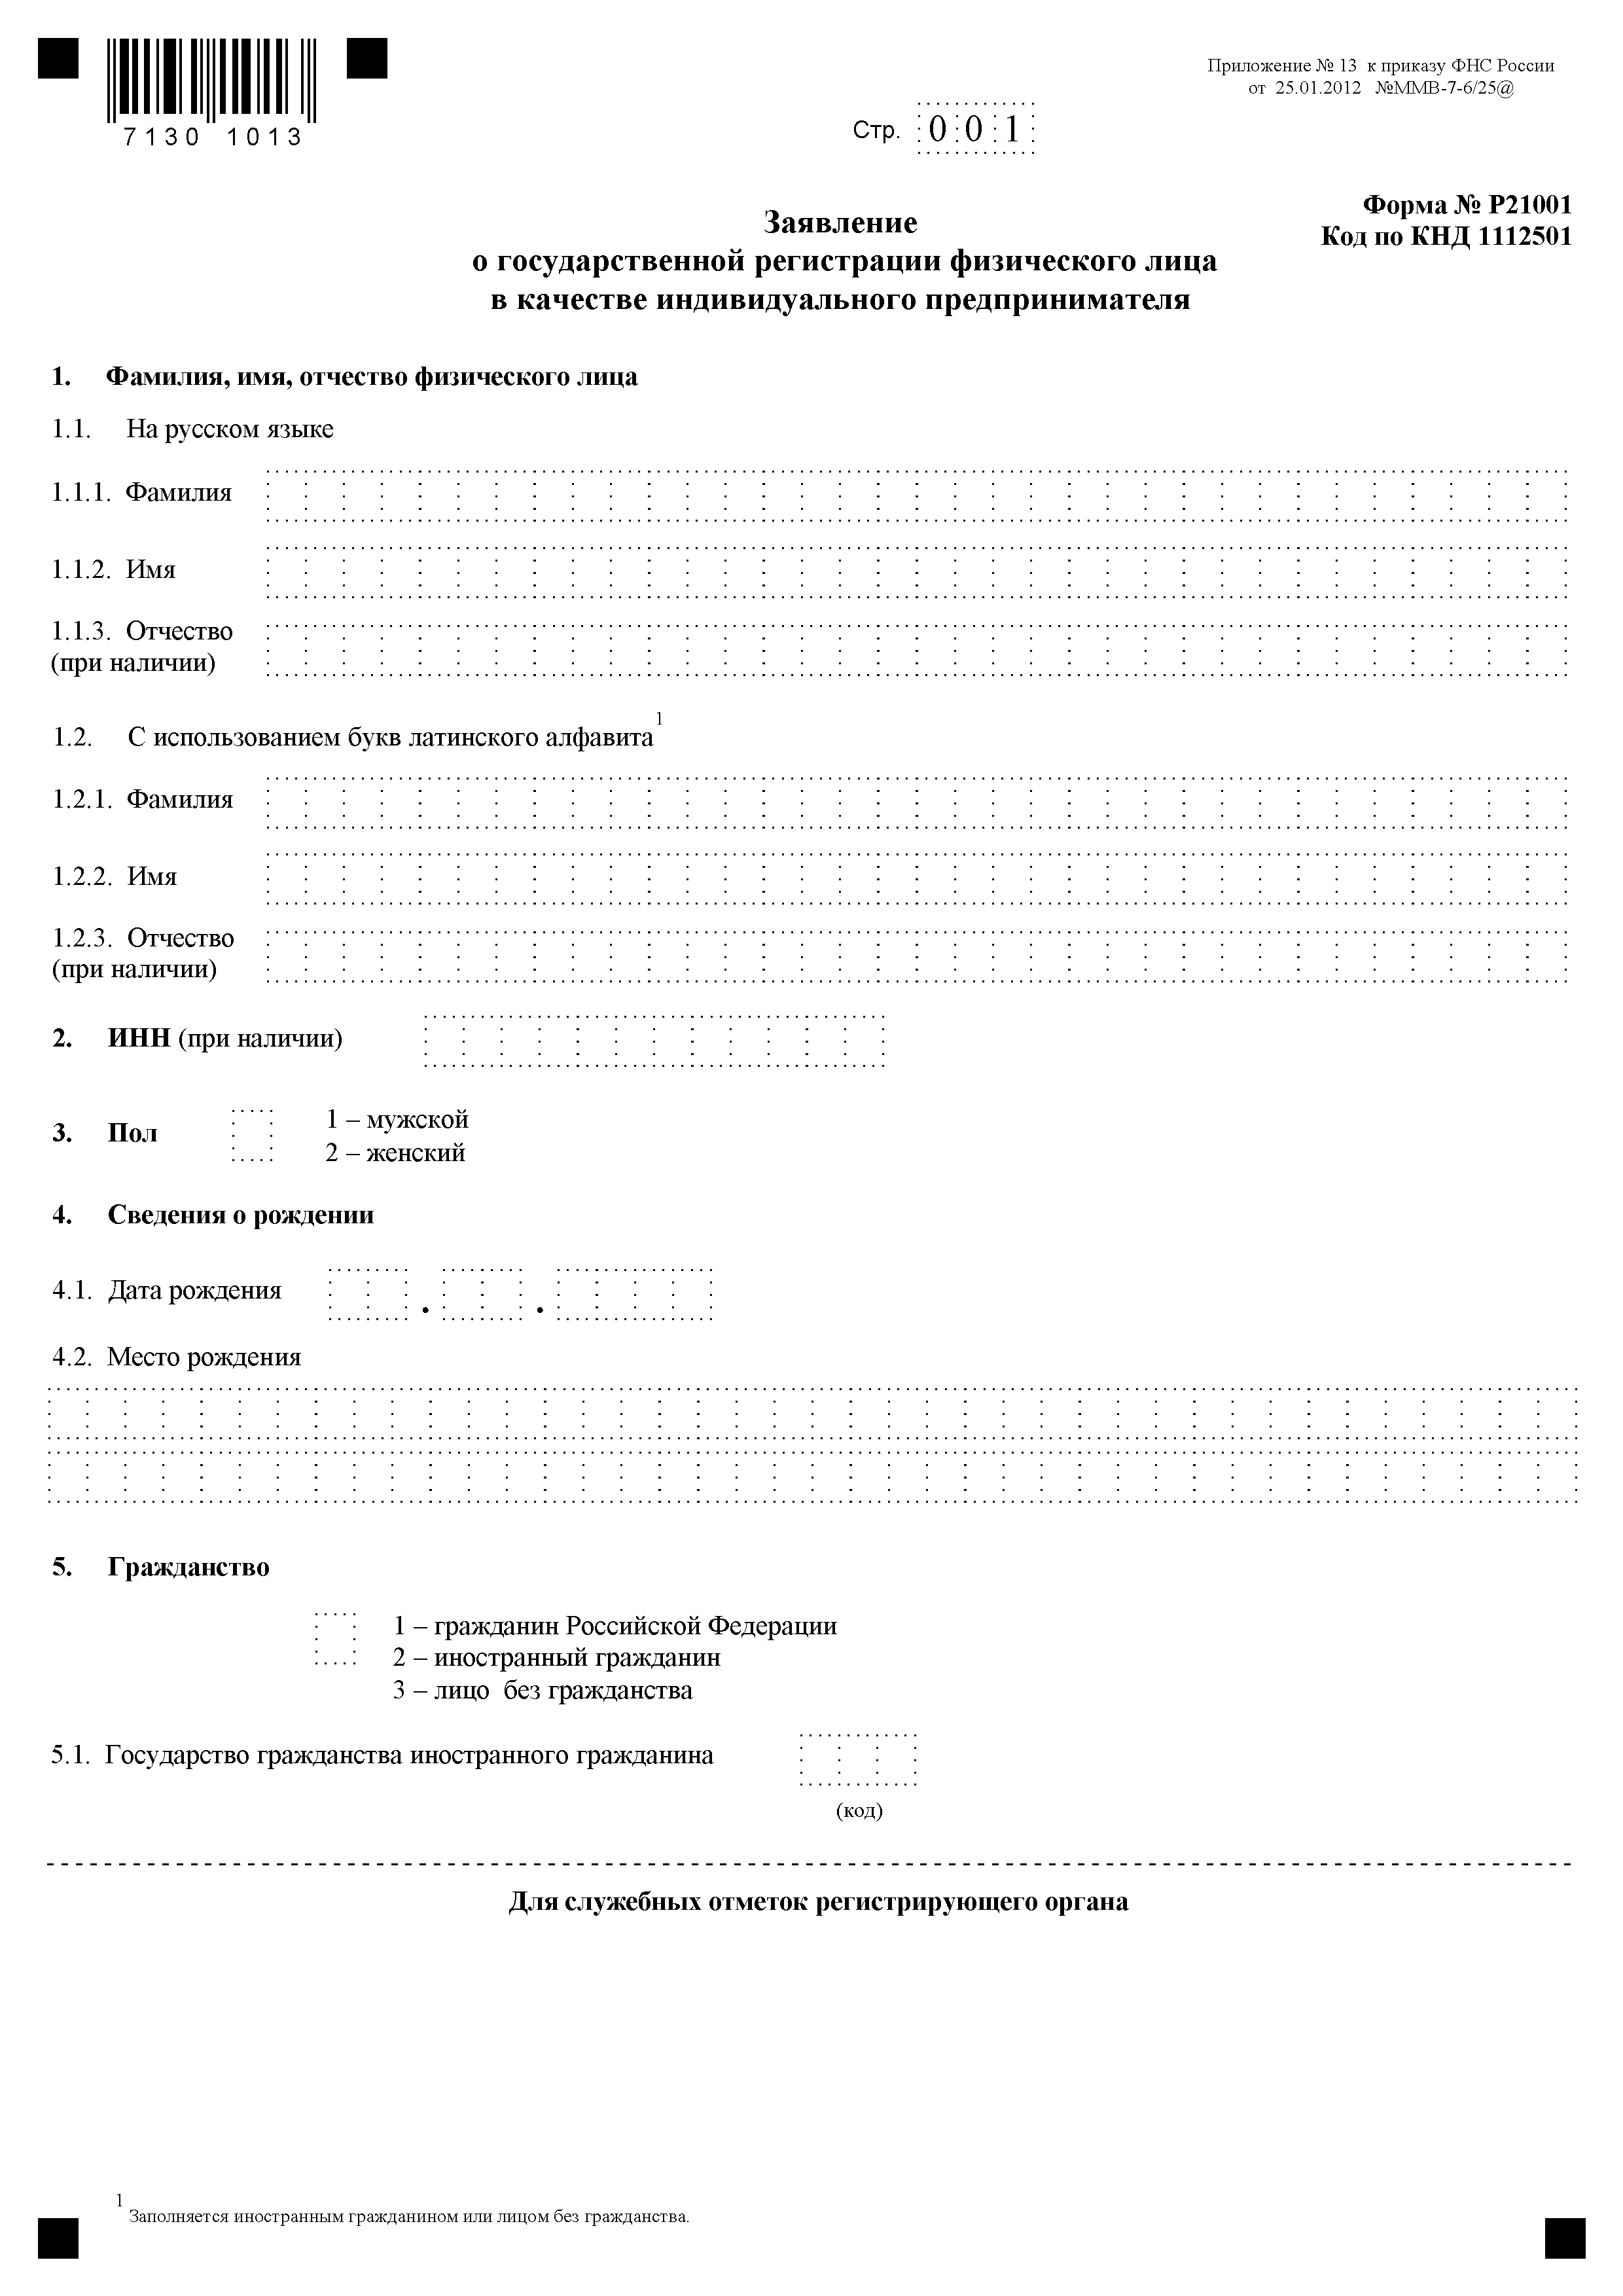 7130 1013
Приложение № 13 к приказу ФНС России
от 25.01.2012 №ММВ-7-6/25@
Стр. 001
Форма № Р21001
Код по КНД 1112501
Заявление
о государственной регистрации физического лица
в качестве индивидуального предпринимателя
1. Фамилия, имя, отчество физического лица
1.1. На русском языке
1.1.1. Фамилия
1.1.2. Имя
1.1.3. Отчество
(при наличии)
1.2. С использованием букв латинского алфавита 1
1.2.1. Фамилия
1.2.2. Имя
1.2.3. Отчество
(при наличии)
2. ИНН (при наличии)
3. Пол
1 – мужской
2 – женский
4. Сведения о рождении
4.1. Дата рождения . .
4.2. Место рождения
5. Гражданство
1 – гражданин Российской Федерации
2 – иностранный гражданин
3 – лицо без гражданства
5.1. Государство гражданства иностранного гражданина
(код)
Для служебных отметок регистрирующего органа
1 Заполняется иностранным гражданином или лицом без гражданства.